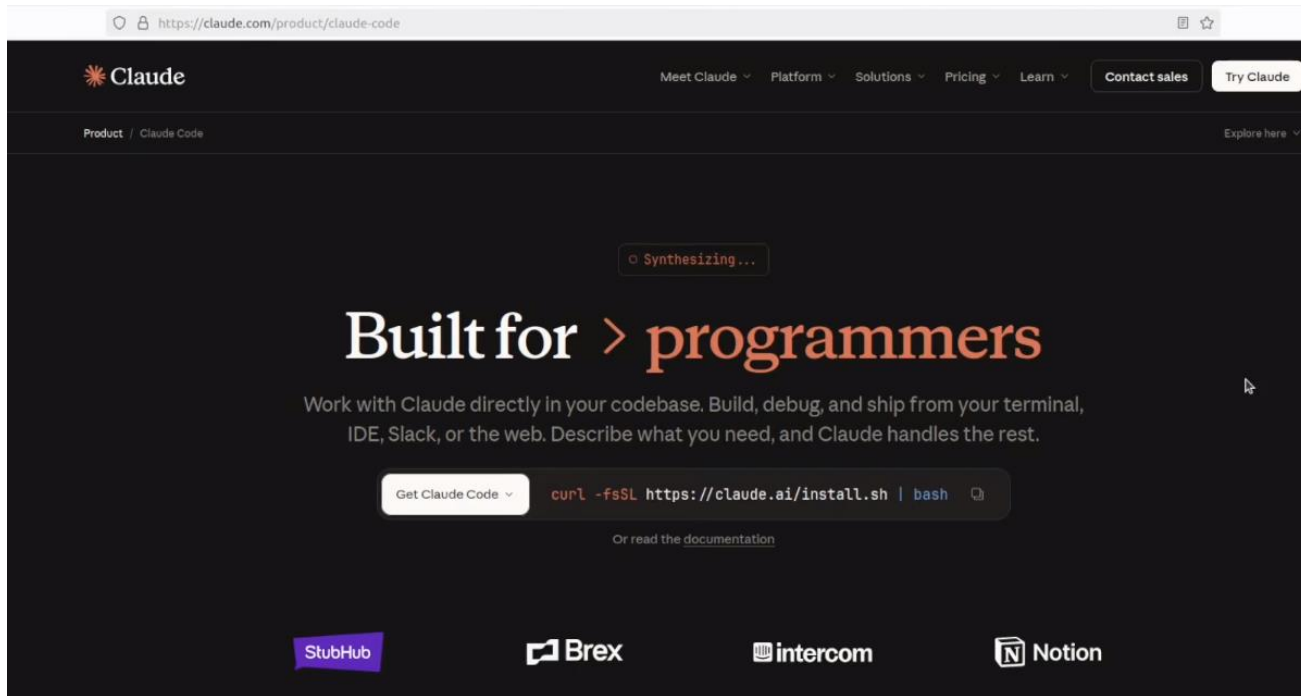 https://claude.com/product/claude-code
Claude
Meet Claude Platform Solutions Pricing Learn Contact sales Try Claude
Product / Claude Code
Explore here
Synthesizing...
Built for > programmers
Work with Claude directly in your codebase. Build, debug, and ship from your terminal,
IDE, Slack, or the web. Describe what you need, and Claude handles the rest.
Get Claude Code curl -fsSL https://claude.ai/install.sh | bash
Or read the documentation
StubHub Brex intercom Notion